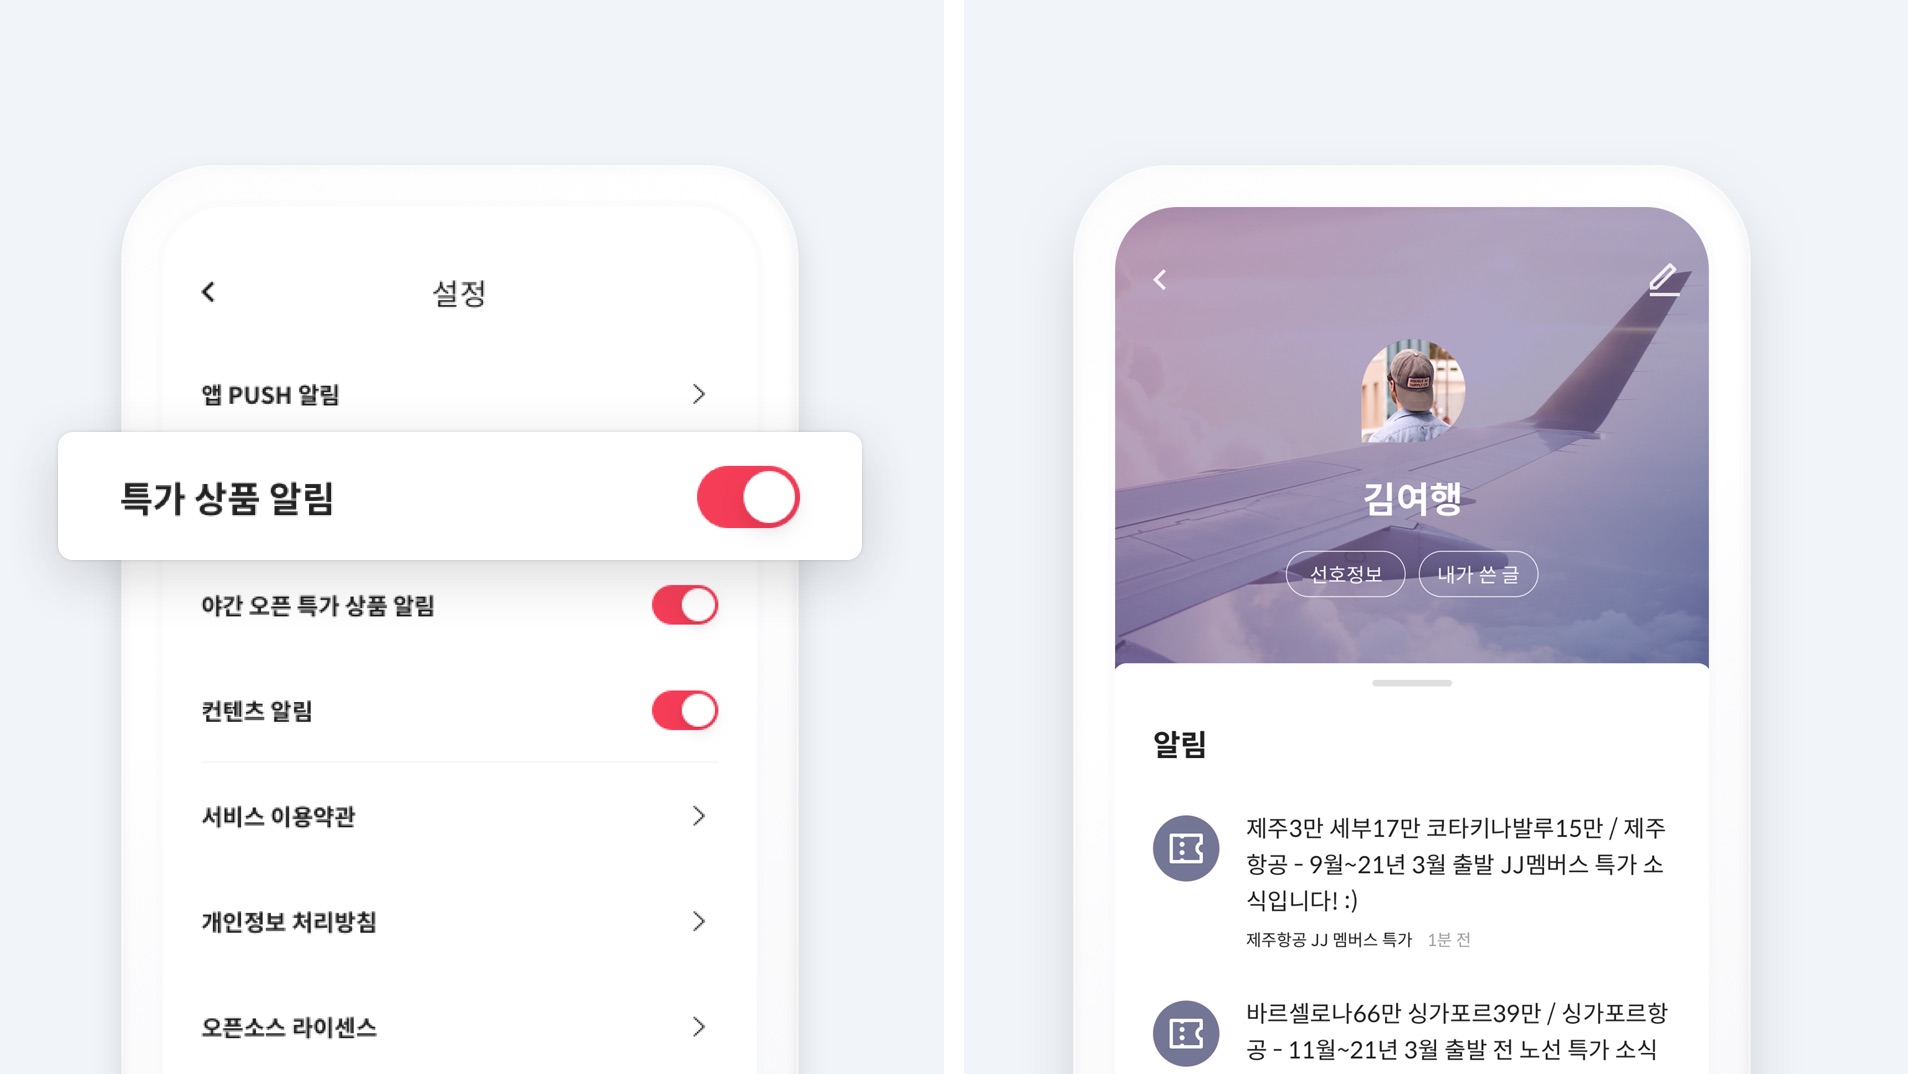 설정
앱 PUSH 알림
특가 상품 알림
야간 오픈 특가 상품 알림
컨텐츠 알림
서비스 이용약관
개인정보 처리방침
오픈소스 라이센스
김여행
선호정보
내가 쓴 글
알림
제주3만 세부17만 코타키나발루15만 / 제주
항공 - 9월~21년 3월 출발 JJ멤버스 특가 소
식입니다! :)
제주항공 JJ 멤버스 특가 1분 전
바르셀로나66만 싱가포르39만 / 싱가포르항
공 - 11월~21년 3월 출발 전 노선 특가 소식